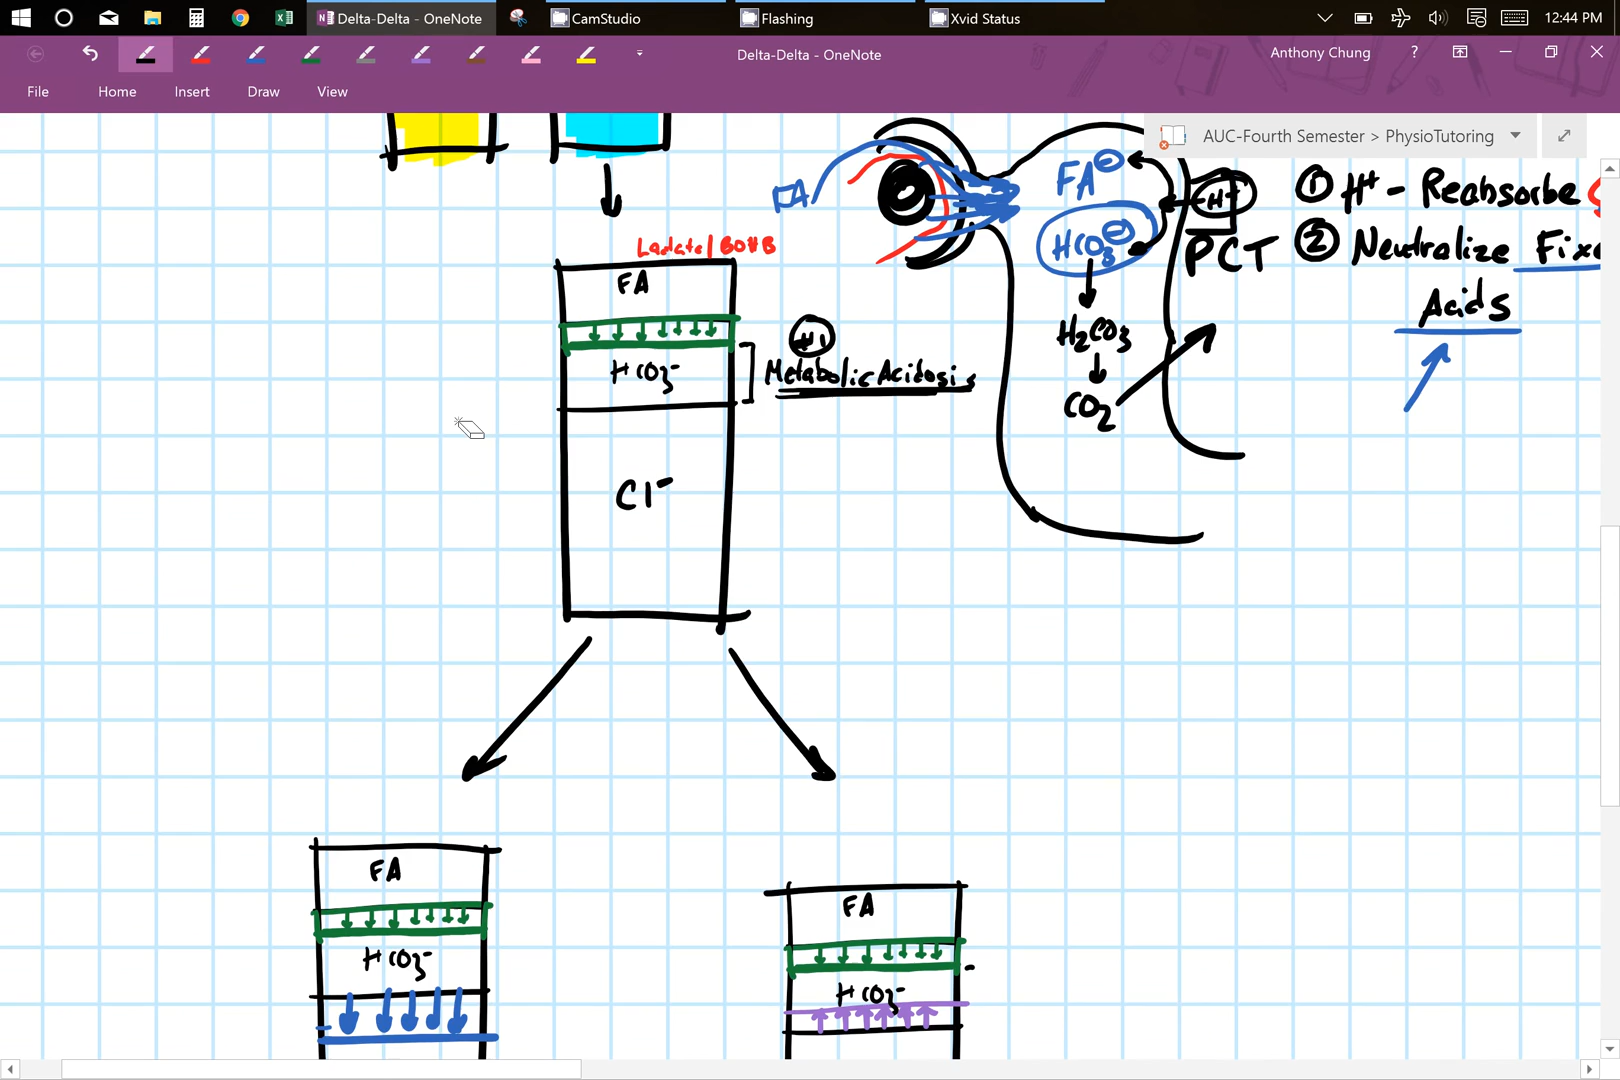 Delta-Delta - OneNote
CamStudio
Flashing
Xvid Status
12:44 PM
Delta-Delta - OneNote
Anthony Chung
?
File
Home
Insert
Draw
View
AUC-Fourth Semester > PhysioTutoring
FA⊖
H+
① H+ - Reabsorbe
HCO3⊖
PCT
② Neutralize Fixe
Acids
H2CO3
CO2
Lactate/BOHB
FA
HCO3-
#1
Metabolic Acidosis
Cl-
FA
HCO3-
FA
HCO3-